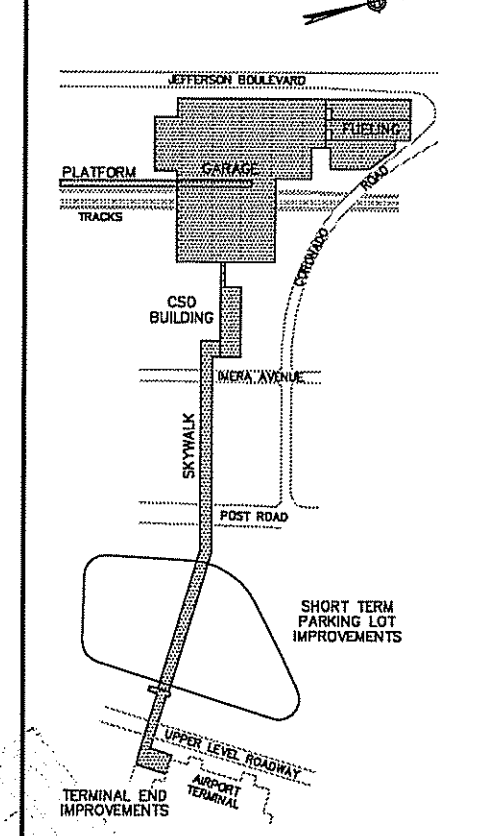 JEFFERSON BOULEVARD
FUELING
GARAGE
PLATFORM
ROAD
TRACKS
CORONADO
CSO
BUILDING
IMERA AVENUE
SKYWALK
POST ROAD
SHORT TERM
PARKING LOT
IMPROVEMENTS
UPPER LEVEL ROADWAY
AIRPORT
TERMINAL
TERMINAL END
IMPROVEMENTS